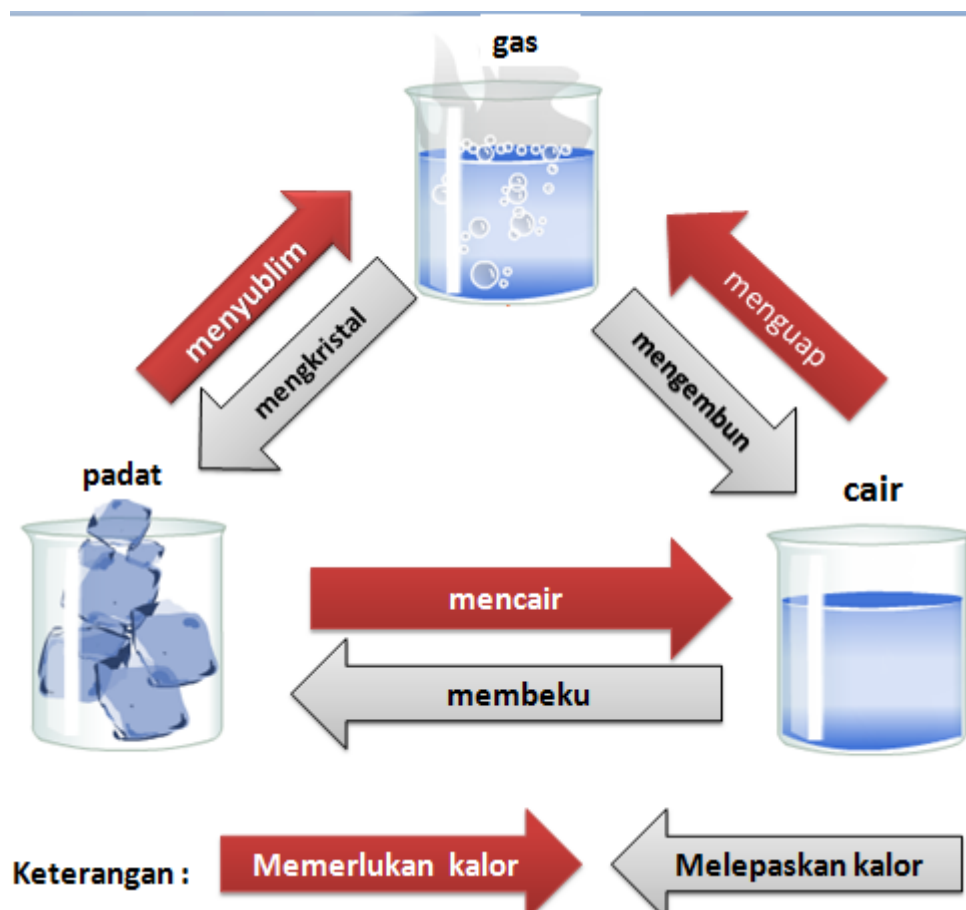 gas
menyublim
mengkristal
menguap
mengembun
padat
cair
mencair
membeku
Keterangan : Memerlukan kalor Melepaskan kalor